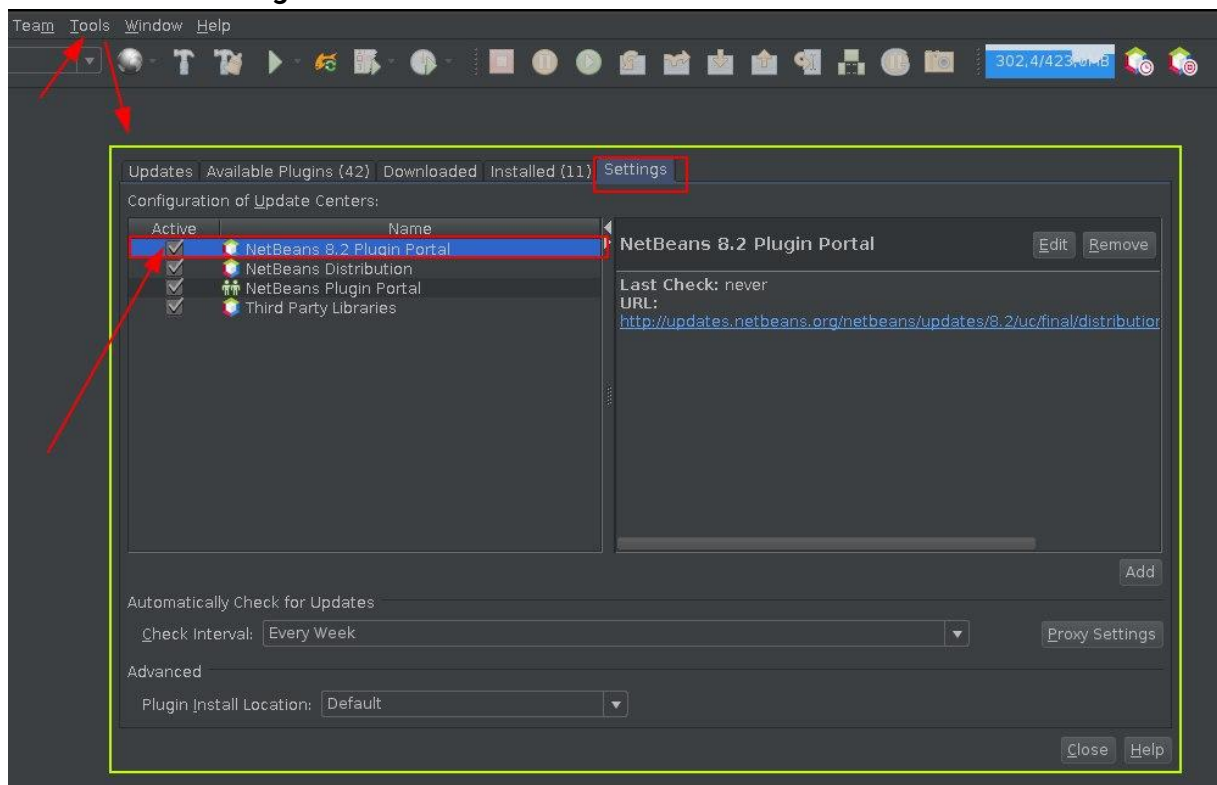 Team Tools Window Help
302,4/423,0MB
Updates Available Plugins (42) Downloaded Installed (11) Settings
Configuration of Update Centers:
Active Name
NetBeans 8.2 Plugin Portal
NetBeans Distribution
NetBeans Plugin Portal
Third Party Libraries
NetBeans 8.2 Plugin Portal Edit Remove
Last Check: never
URL:
http://updates.netbeans.org/netbeans/updates/8.2/uc/final/distribution
Add
Automatically Check for Updates
Check Interval: Every Week Proxy Settings
Advanced
Plugin Install Location: Default
Close Help